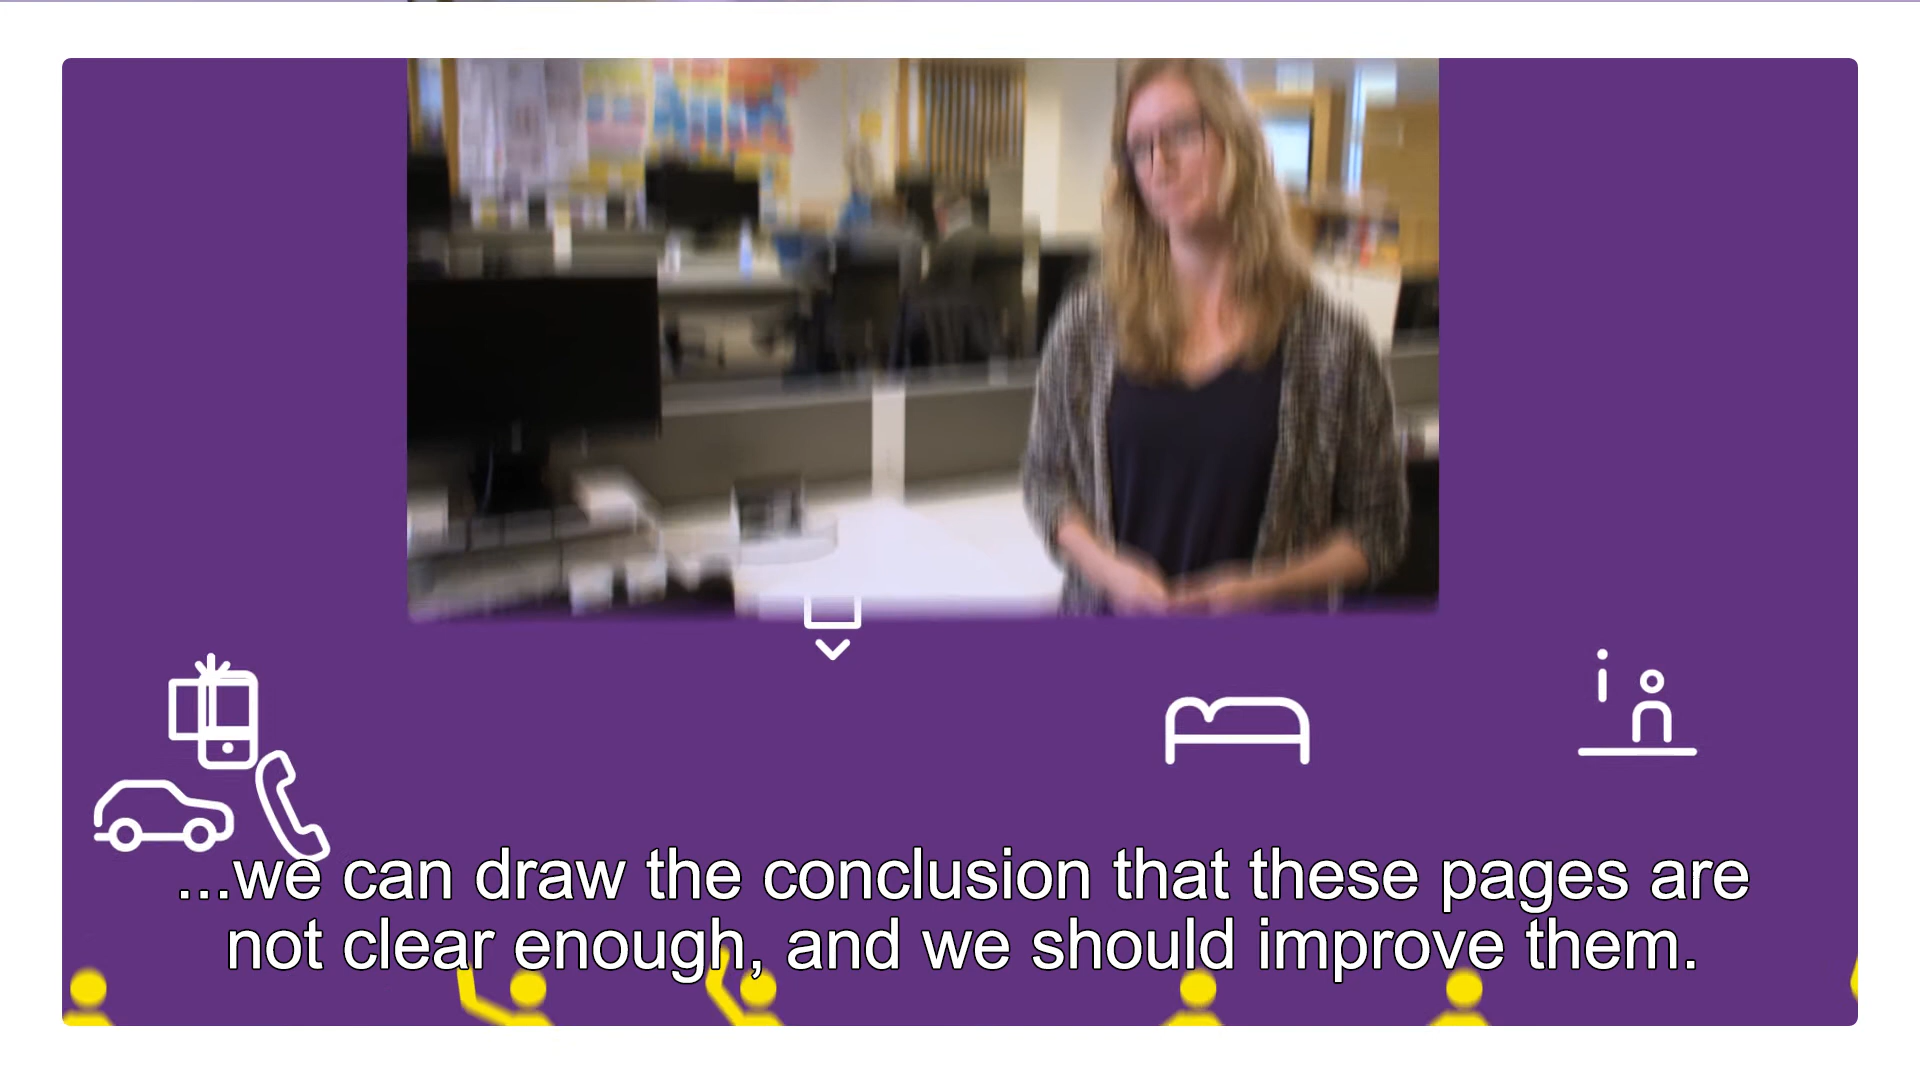 ...we can draw the conclusion that these pages are
not clear enough, and we should improve them.